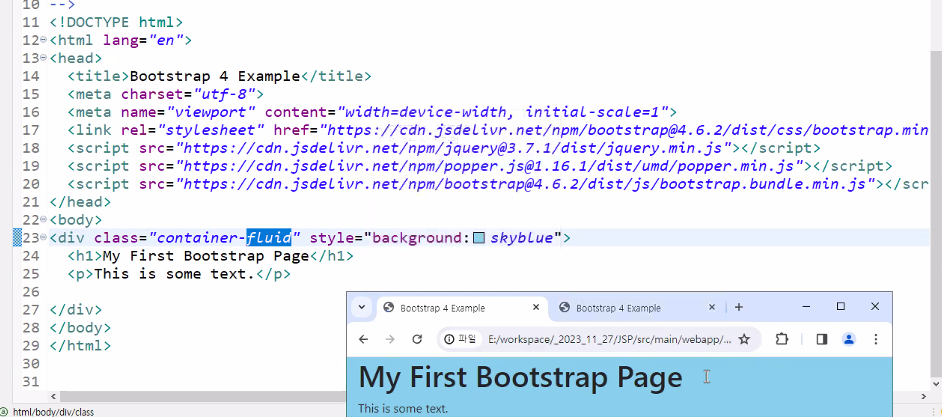 10 -->
11 <!DOCTYPE html>
12 <html lang="en">
13 <head>
14 <title>Bootstrap 4 Example</title>
15 <meta charset="utf-8">
16 <meta name="viewport" content="width=device-width, initial-scale=1">
17 <link rel="stylesheet" href="https://cdn.jsdelivr.net/npm/bootstrap@4.6.2/dist/css/bootstrap.min
18 <script src="https://cdn.jsdelivr.net/npm/jquery@3.7.1/dist/jquery.min.js"></script>
19 <script src="https://cdn.jsdelivr.net/npm/popper.js@1.16.1/dist/umd/popper.min.js"></script>
20 <script src="https://cdn.jsdelivr.net/npm/bootstrap@4.6.2/dist/js/bootstrap.bundle.min.js"></scr
21 </head>
22 <body>
23 <div class="container-fluid" style="background: skyblue">
24 <h1>My First Bootstrap Page</h1>
25 <p>This is some text.</p>
26
27 </div>
28 </body>
29 </html>
30
31
Bootstrap 4 Example
Bootstrap 4 Example
파일 E:/workspace/_2023_11_27/JSP/src/main/webapp/...
My First Bootstrap Page
This is some text.
html/body/div/class